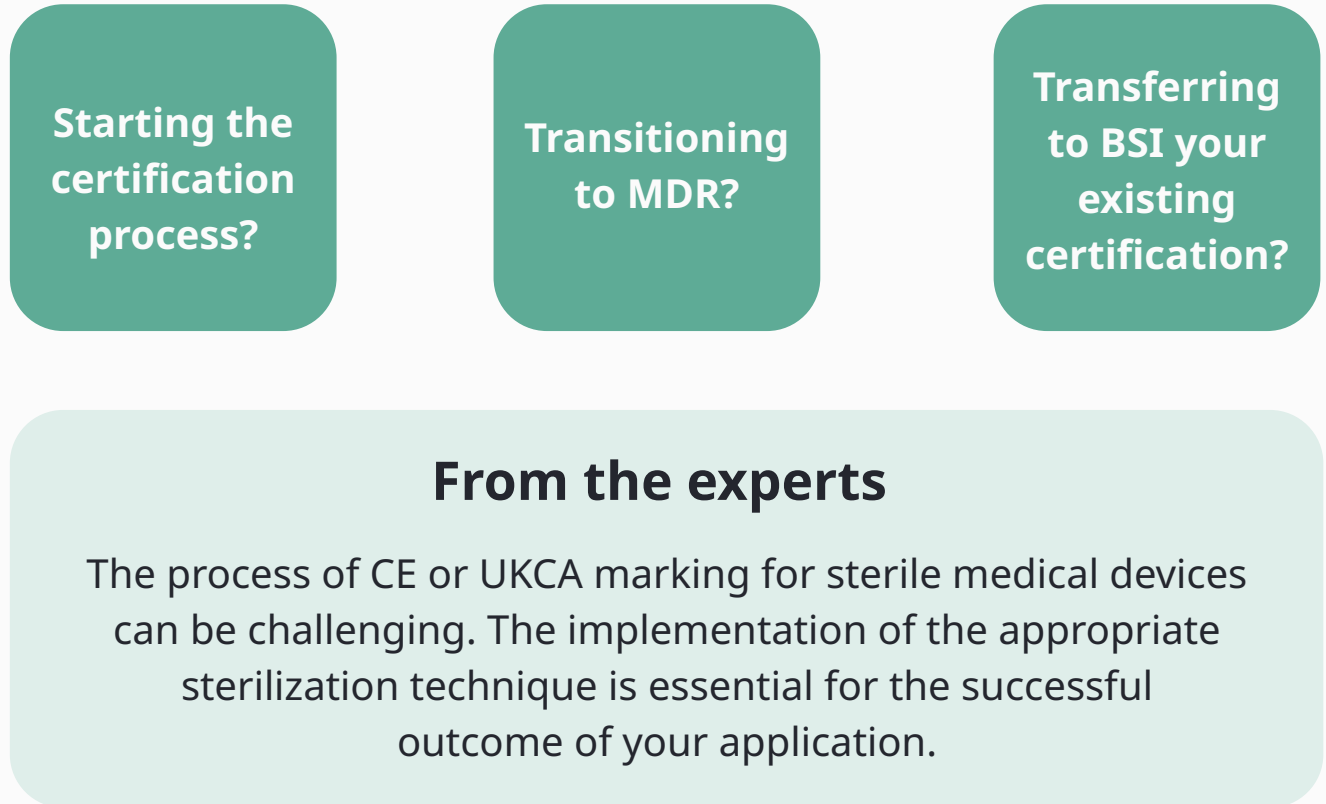 Starting the
certification
process?
Transitioning
to MDR?
Transferring
to BSI your
existing
certification?
From the experts
The process of CE or UKCA marking for sterile medical devices
can be challenging. The implementation of the appropriate
sterilization technique is essential for the successful
outcome of your application.